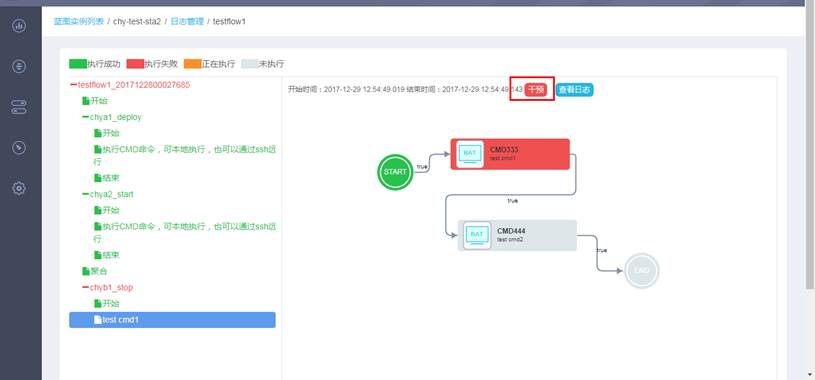 蓝图实例列表 / chy-test-sta2 / 日志管理 / testflow1
执行成功 执行失败 正在执行 未执行
testflow1_2017122800027685
开始
chya1_deploy
开始
执行CMD命令，可本地执行，也可以通过ssh远
行
结束
chya2_start
开始
执行CMD命令，可本地执行，也可以通过ssh远
行
结束
聚合
chyb1_stop
开始
test cmd1
开始时间：2017-12-29 12:54:49 019 结束时间：2017-12-29 12:54:49 143 干预 查看日志
START
true
BAT
CMD333
test cmd1
true
BAT
CMD444
test cmd2
true
END